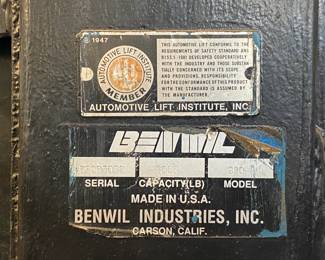 © 1947
AUTOMOTIVE LIFT INSTITUTE
MEMBER
THIS AUTOMOTIVE LIFT CONFORMS TO THE
REQUIREMENTS OF SAFETY STANDARD ANSI
B153.1-1981 DEVELOPED COOPERATIVELY
WITH THE INDUSTRY AND THOSE SUBSTAN-
TIALLY CONCERNED WITH ITS SCOPE
AND PROVISIONS. RESPONSIBILITY
FOR CONFORMANCE OF THIS PRODUCT
WITH THE STANDARD IS ASSUMED BY
THE MANUFACTURER.
AUTOMOTIVE LIFT INSTITUTE, INC.
BENWIL
SERIAL CAPACITY(LB) MODEL
MADE IN U.S.A.
BENWIL INDUSTRIES, INC.
CARSON, CALIF.